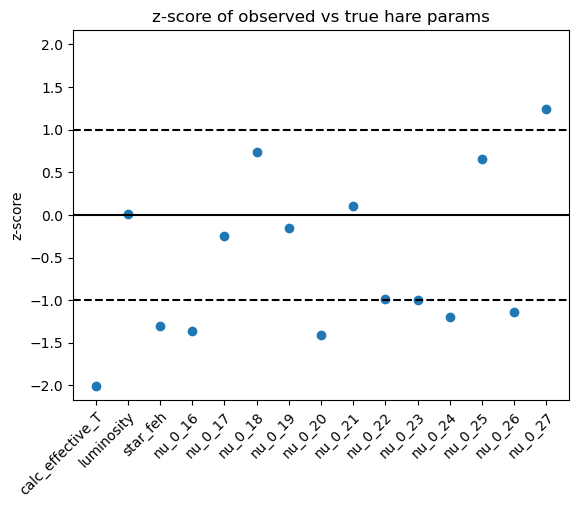 z-score of observed vs true hare params
z-score
2.0
1.5
1.0
0.5
0.0
−0.5
−1.0
−1.5
−2.0
calc_effective_T
luminosity
star_feh
nu_0_16
nu_0_17
nu_0_18
nu_0_19
nu_0_20
nu_0_21
nu_0_22
nu_0_23
nu_0_24
nu_0_25
nu_0_26
nu_0_27